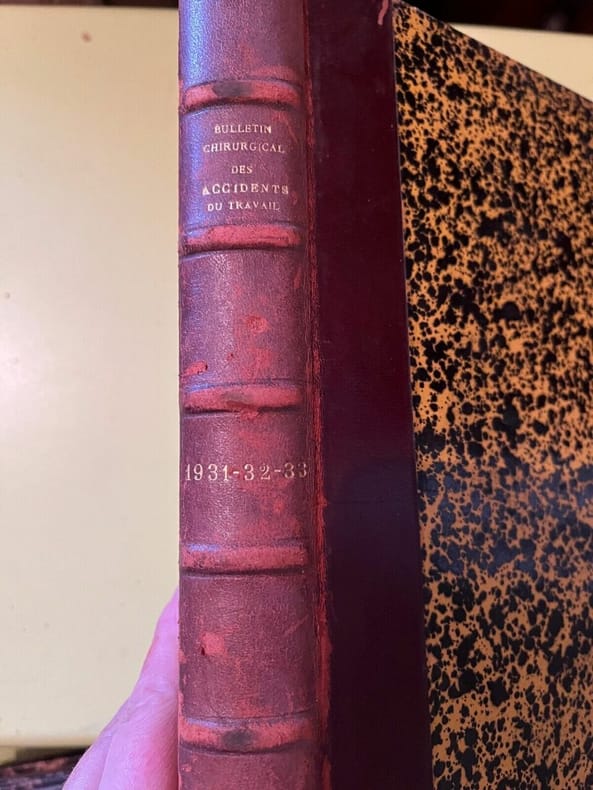 BULLETIN
CHIRURGICAL
DES
ACCIDENTS
DU TRAVAIL
1931-32-33